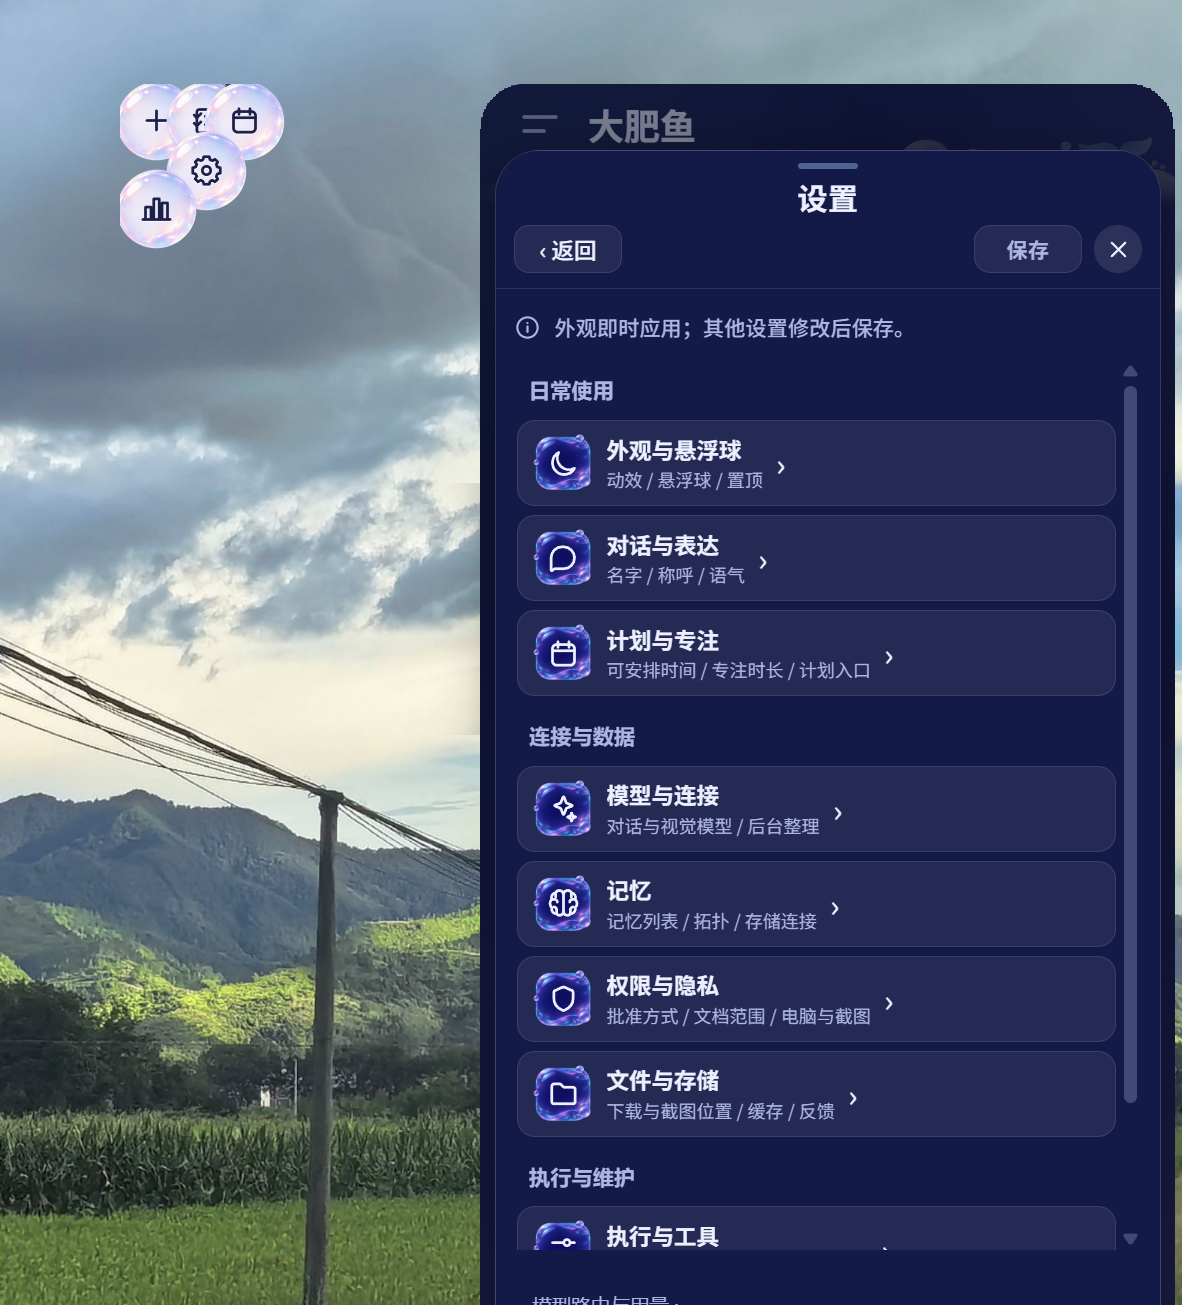 大肥鱼
设置
‹ 返回
保存
外观即时应用；其他设置修改后保存。
日常使用
外观与悬浮球
动效 / 悬浮球 / 置顶
对话与表达
名字 / 称呼 / 语气
计划与专注
可安排时间 / 专注时长 / 计划入口
连接与数据
模型与连接
对话与视觉模型 / 后台整理
记忆
记忆列表 / 拓扑 / 存储连接
权限与隐私
批准方式 / 文档范围 / 电脑与截图
文件与存储
下载与截图位置 / 缓存 / 反馈
执行与维护
执行与工具